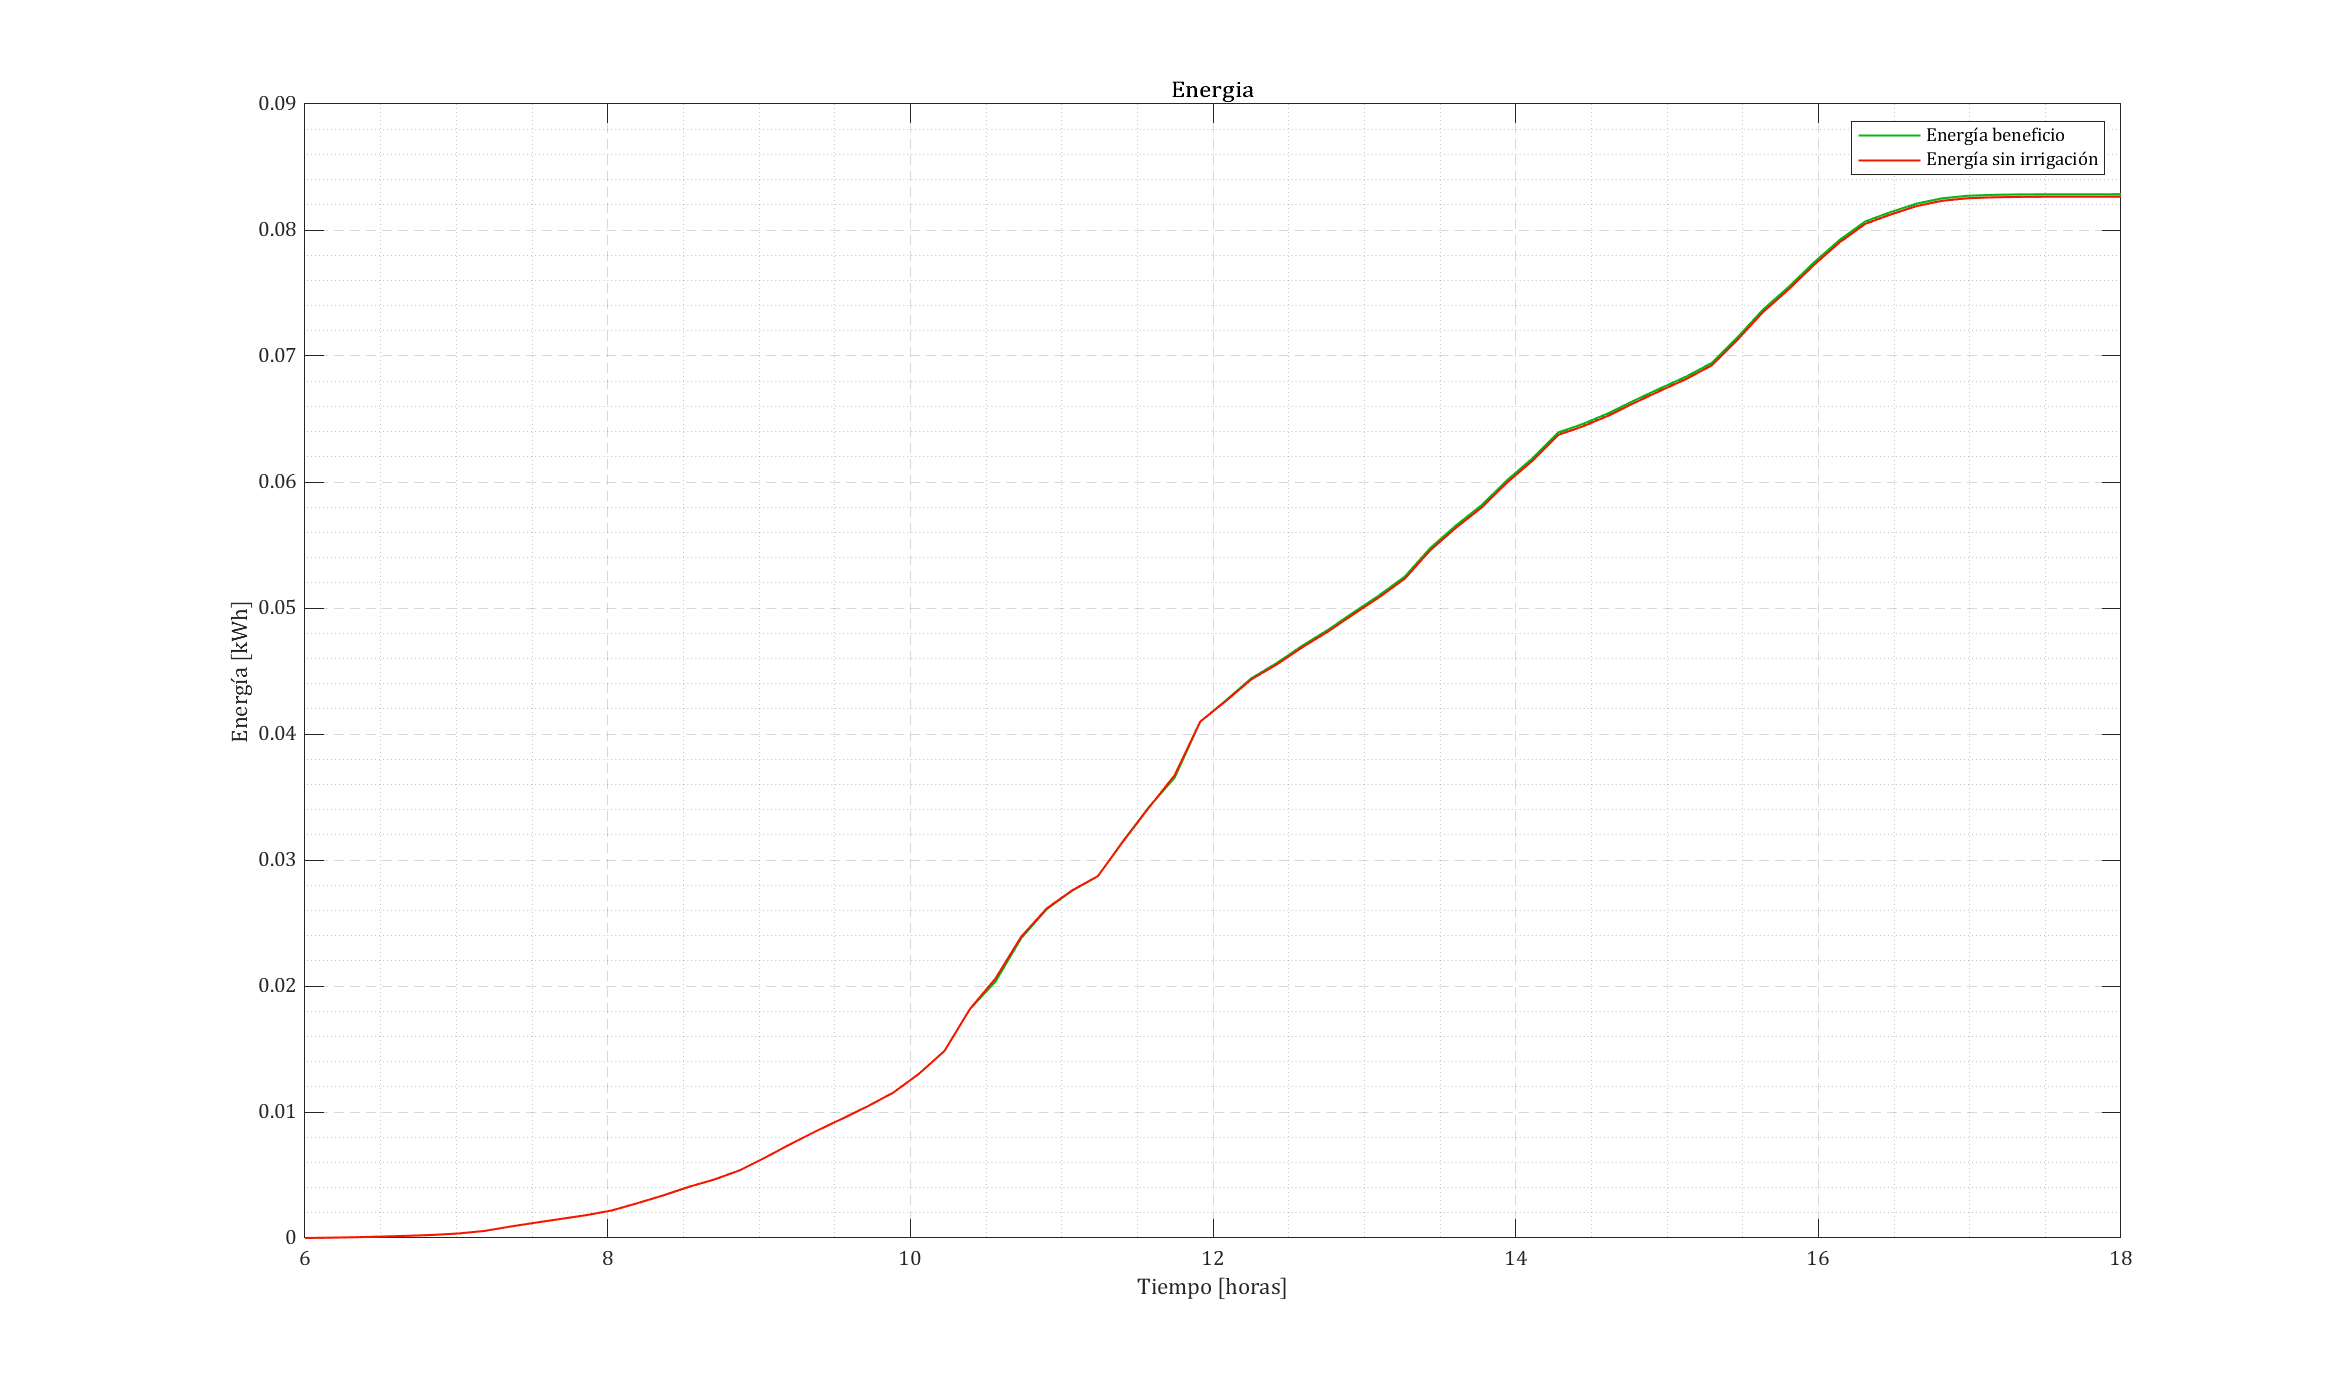 Energia
0.09
0.08
0.07
0.06
0.05
0.04
0.03
0.02
0.01
0
Energía [kWh]
Energía beneficio
Energía sin irrigación
6 8 10 12 14 16 18
Tiempo [horas]